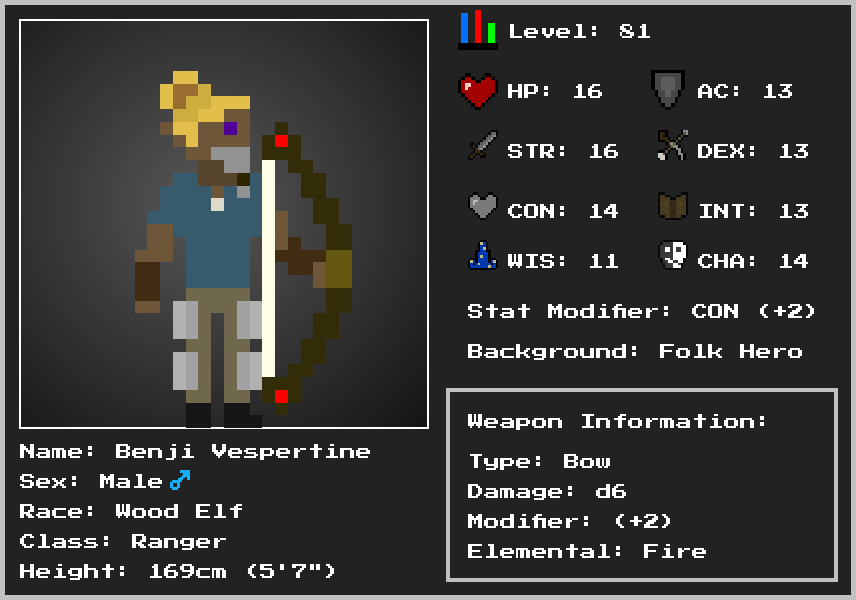 Level: 81
HP: 16
AC: 13
STR: 16
DEX: 13
CON: 14
INT: 13
WIS: 11
CHA: 14
Stat Modifier: CON (+2)
Background: Folk Hero
Name: Benji Vespertine
Sex: Male ♂
Race: Wood Elf
Class: Ranger
Height: 169cm (5'7")
Weapon Information:
Type: Bow
Damage: d6
Modifier: (+2)
Elemental: Fire